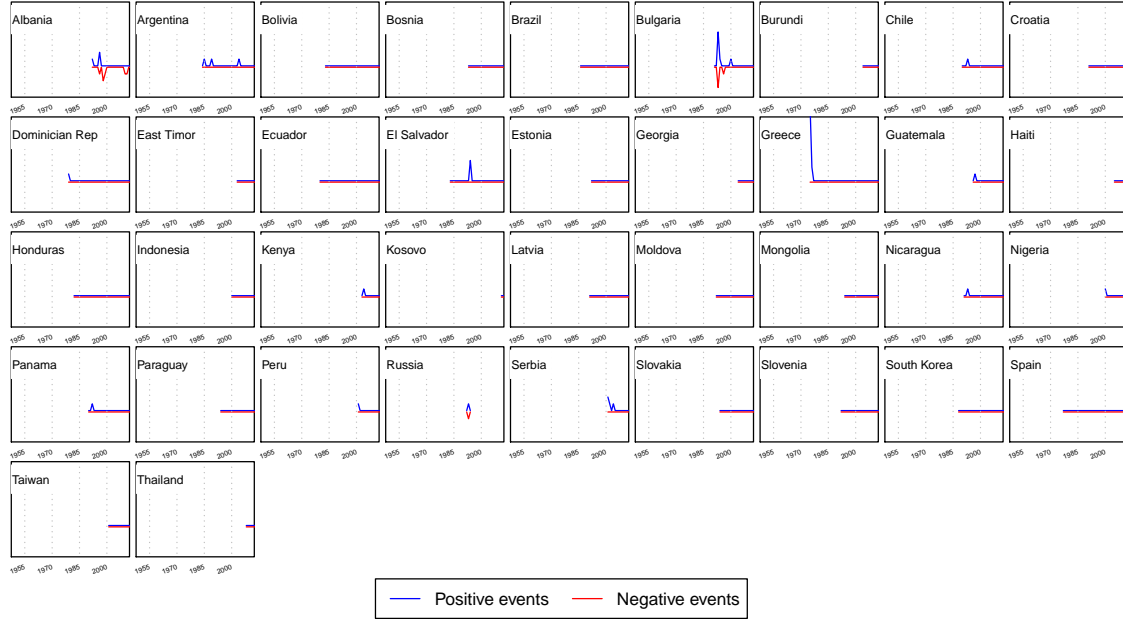 Albania Argentina Bolivia Bosnia Brazil Bulgaria Burundi Chile Croatia
1955 1970 1985 2000 1955 1970 1985 2000 1955 1970 1985 2000 1955 1970 1985 2000 1955 1970 1985 2000 1955 1970 1985 2000 1955 1970 1985 2000 1955 1970 1985 2000 1955 1970 1985 2000
Dominician Rep East Timor Ecuador El Salvador Estonia Georgia Greece Guatemala Haiti
1955 1970 1985 2000 1955 1970 1985 2000 1955 1970 1985 2000 1955 1970 1985 2000 1955 1970 1985 2000 1955 1970 1985 2000 1955 1970 1985 2000 1955 1970 1985 2000 1955 1970 1985 2000
Honduras Indonesia Kenya Kosovo Latvia Moldova Mongolia Nicaragua Nigeria
1955 1970 1985 2000 1955 1970 1985 2000 1955 1970 1985 2000 1955 1970 1985 2000 1955 1970 1985 2000 1955 1970 1985 2000 1955 1970 1985 2000 1955 1970 1985 2000 1955 1970 1985 2000
Panama Paraguay Peru Russia Serbia Slovakia Slovenia South Korea Spain
1955 1970 1985 2000 1955 1970 1985 2000 1955 1970 1985 2000 1955 1970 1985 2000 1955 1970 1985 2000 1955 1970 1985 2000 1955 1970 1985 2000 1955 1970 1985 2000 1955 1970 1985 2000
Taiwan Thailand
1955 1970 1985 2000 1955 1970 1985 2000
Positive events Negative events